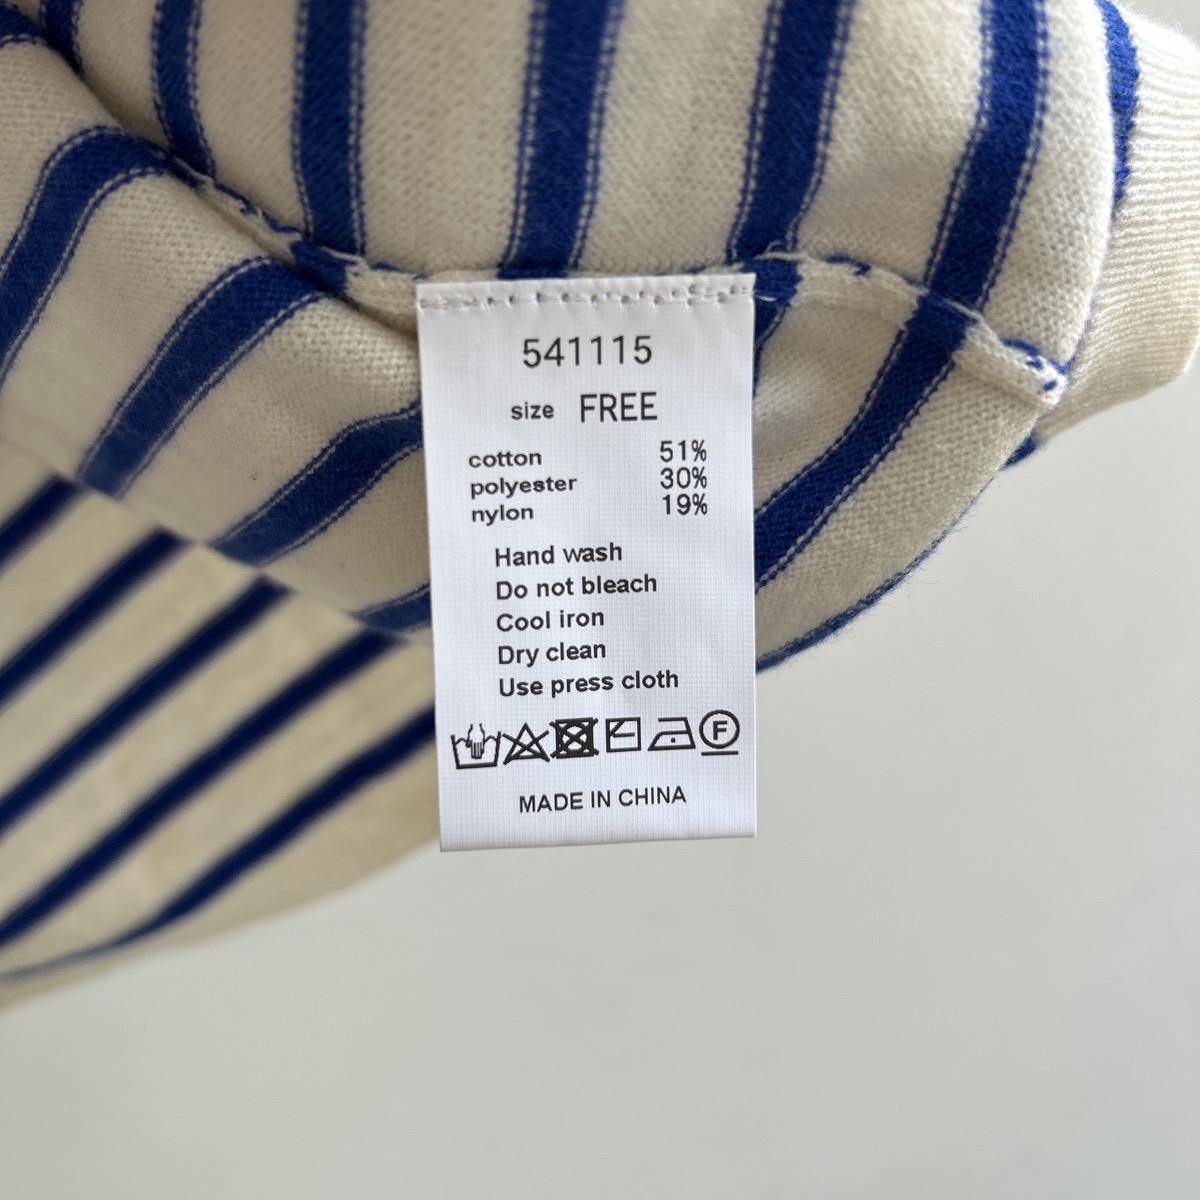 541115
size FREE
cotton 51%
polyester 30%
nylon 19%
Hand wash
Do not bleach
Cool iron
Dry clean
Use press cloth
F
MADE IN CHINA